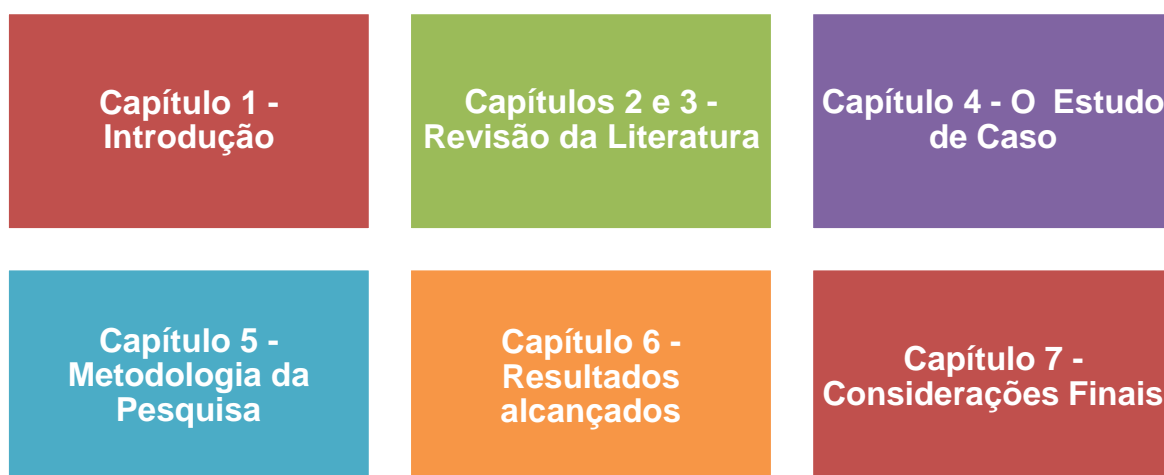 Capítulo 1 -
Introdução
Capítulos 2 e 3 -
Revisão da Literatura
Capítulo 4 - O Estudo
de Caso
Capítulo 5 -
Metodologia da
Pesquisa
Capítulo 6 -
Resultados
alcançados
Capítulo 7 -
Considerações Finais